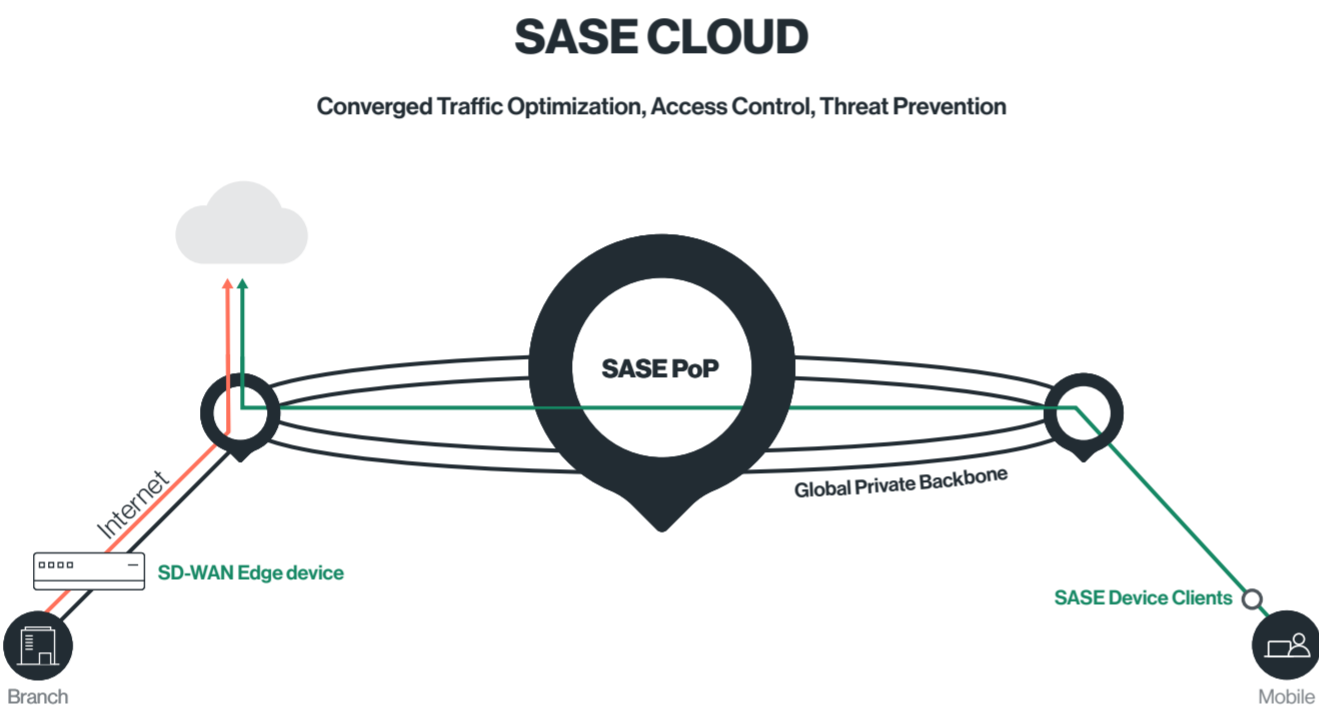 SASE CLOUD
Converged Traffic Optimization, Access Control, Threat Prevention
SASE PoP
Global Private Backbone
Internet
SD-WAN Edge device
SASE Device Clients
Branch
Mobile